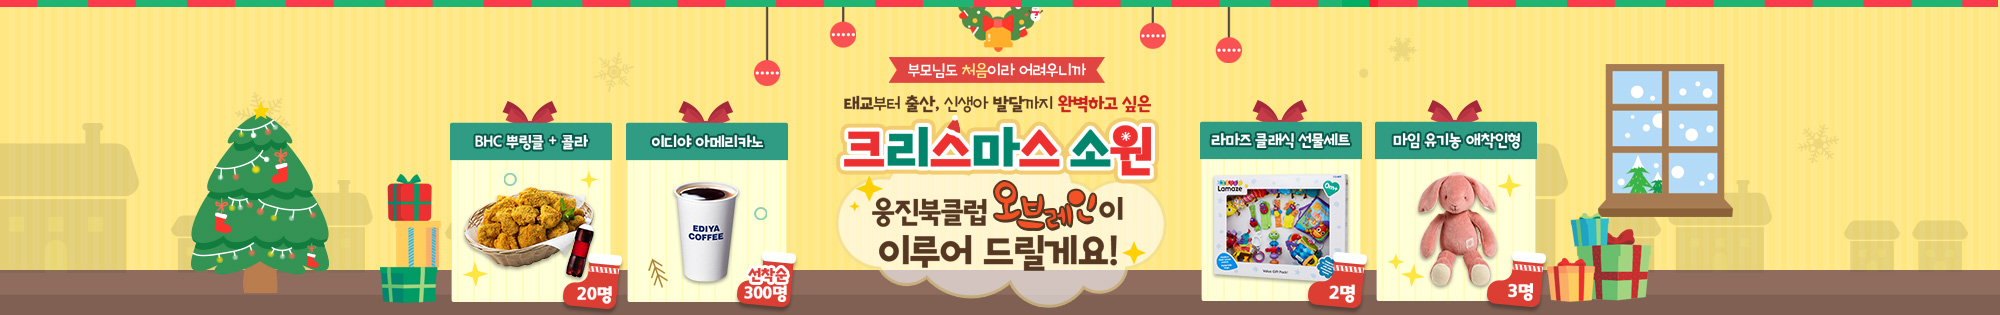 부모님도 처음이라 어려우니까
태교부터 출산, 신생아 발달까지 완벽하고 싶은
크리스마스 소원
웅진북클럽 오브레인이
이루어 드릴게요!
BHC 뿌링클 + 콜라
20명
이디야 아메리카노
EDIYA
COFFEE
선착순
300명
라마즈 클래식 선물세트
Lamaze
0m+
Value Gift Pack!
2명
마임 유기농 애착인형
3명